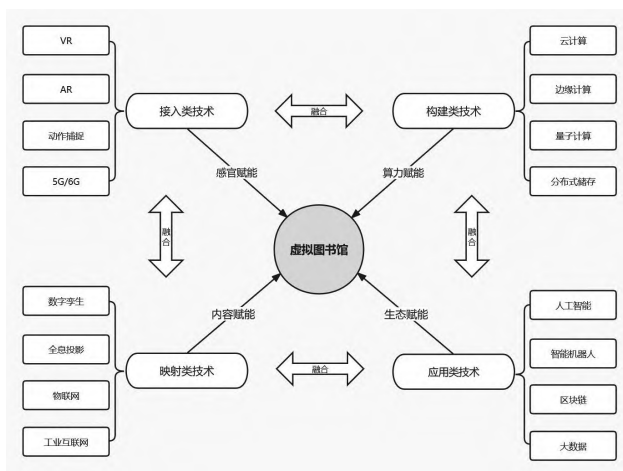 VR
AR
动作捕捉
5G/6G
接入类技术
融合
构建类技术
云计算
边缘计算
量子计算
分布式储存
感官赋能
算力赋能
融合
虚拟图书馆
融合
内容赋能
生态赋能
数字孪生
全息投影
物联网
工业互联网
映射类技术
融合
应用类技术
人工智能
智能机器人
区块链
大数据